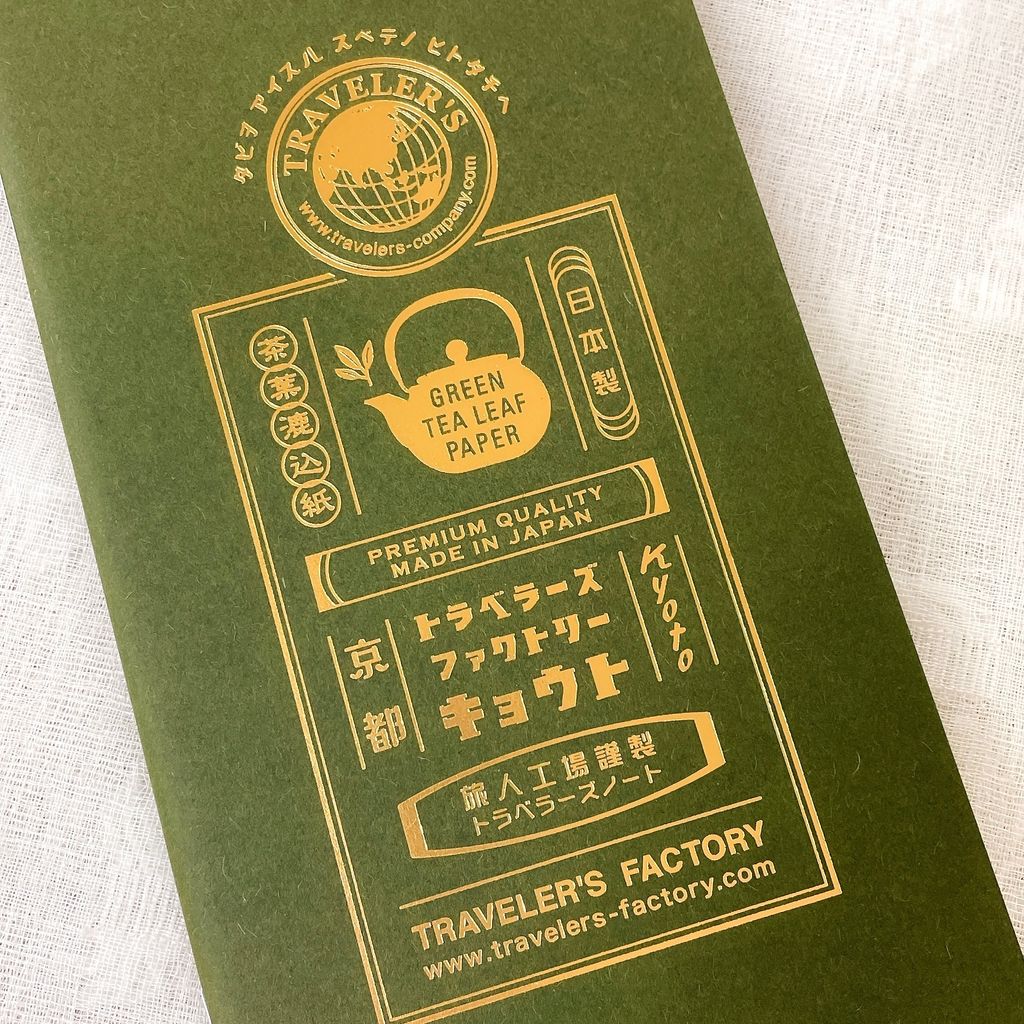 タビヲ アイスル スベテノ ヒトタチヘ
TRAVELER'S
www.travelers-company.com
茶葉漉込紙
GREEN
TEA LEAF
PAPER
日本製
PREMIUM QUALITY
MADE IN JAPAN
京都
トラベラーズ
ファクトリー
キョウト
Kyoto
旅人工場謹製
トラベラーズノート
TRAVELER'S FACTORY
www.travelers-factory.com